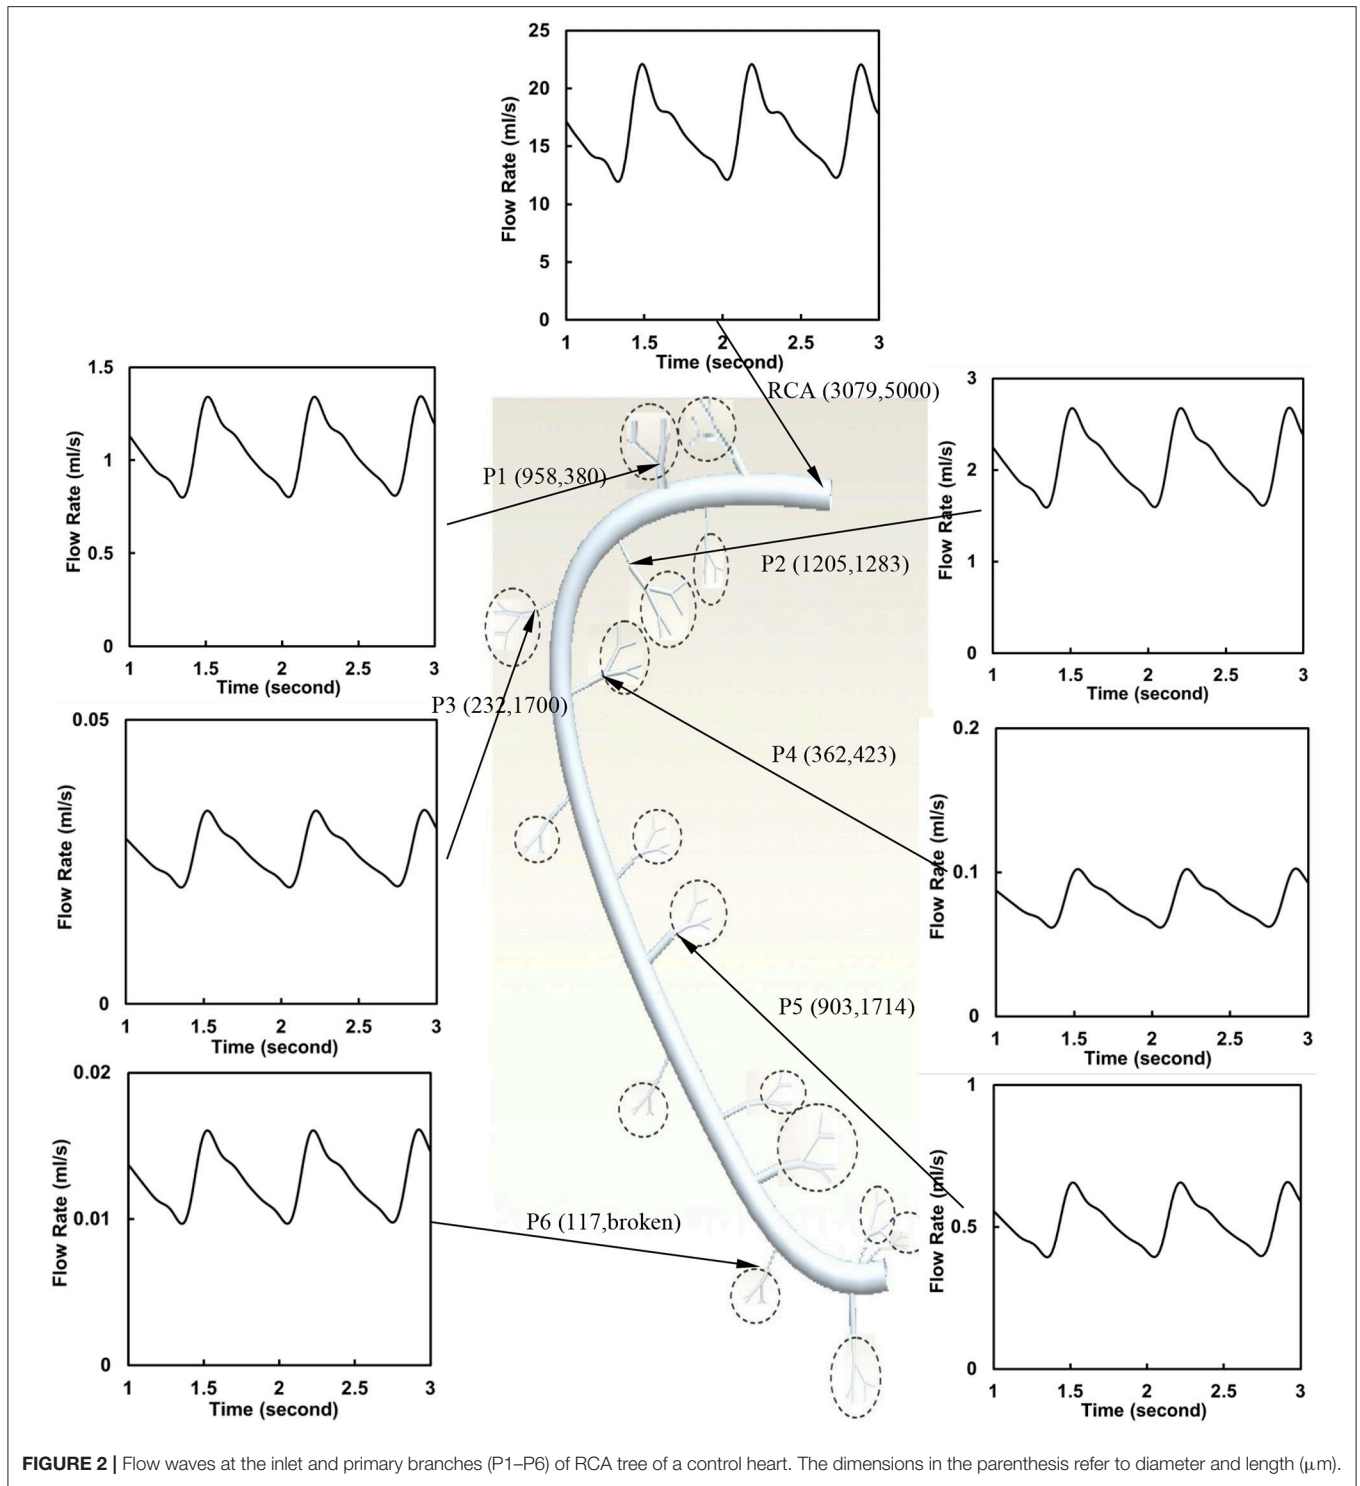 25
20
15
10
5
0
Flow Rate (ml/s)
1
1.5
2
2.5
3
Time (second)
RCA (3079,5000)
1.5
1
0.5
0
Flow Rate (ml/s)
1
1.5
2
2.5
3
Time (second)
P1 (958,380)
3
2
1
0
Flow Rate (ml/s)
1
1.5
2
2.5
3
Time (second)
P2 (1205,1283)
0.05
0
Flow Rate (ml/s)
1
1.5
2
2.5
3
Time (second)
P3 (232,1700)
0.2
0.1
0
Flow Rate (ml/s)
1
1.5
2
2.5
3
Time (second)
P4 (362,423)
1
0.5
0
Flow Rate (ml/s)
1
1.5
2
2.5
3
Time (second)
P5 (903,1714)
0.02
0.01
0
Flow Rate (ml/s)
1
1.5
2
2.5
3
Time (second)
P6 (117,broken)
FIGURE 2 | Flow waves at the inlet and primary branches (P1–P6) of RCA tree of a control heart. The dimensions in the parenthesis refer to diameter and length (μm).